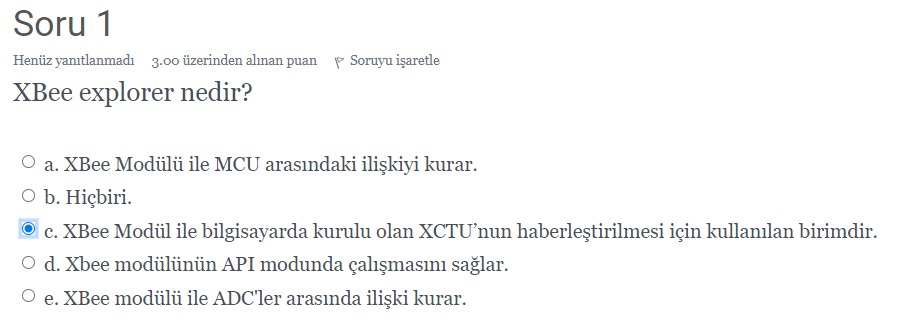 Soru 1
Henüz yanıtlanmadı 3.00 üzerinden alınan puan Soruyu işaretle
XBee explorer nedir?
a. XBee Modülü ile MCU arasındaki ilişkiyi kurar.
b. Hiçbiri.
c. XBee Modül ile bilgisayarda kurulu olan XCTU’nun haberleştirilmesi için kullanılan birimdir.
d. Xbee modülünün API modunda çalışmasını sağlar.
e. XBee modülü ile ADC'ler arasında ilişki kurar.